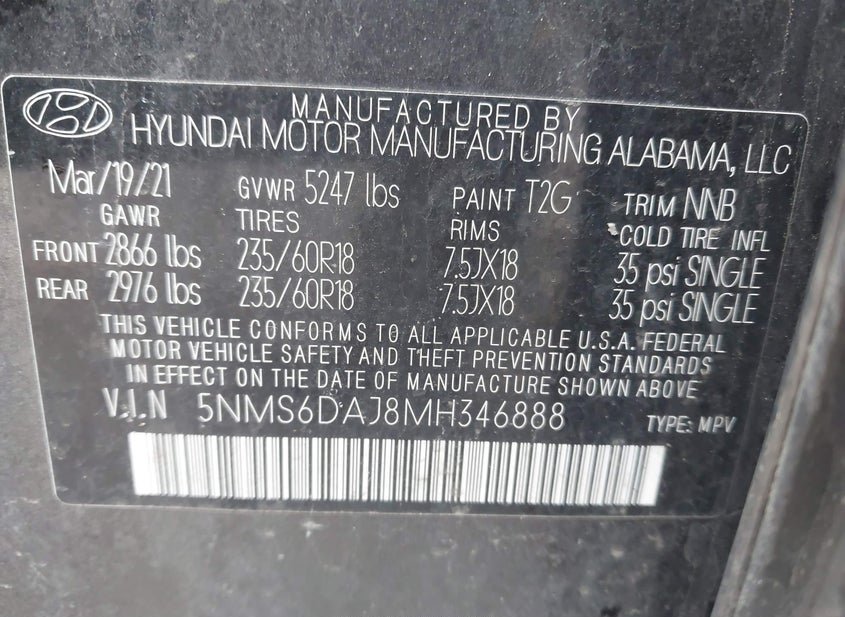 MANUFACTURED BY
HYUNDAI MOTOR MANUFACTURING ALABAMA, LLC
Mar/19/21 GVWR 5247 lbs PAINT T2G TRIM NNB
GAWR TIRES RIMS COLD TIRE INFL
FRONT 2866 lbs 235/60R18 7.5JX18 35 psi SINGLE
REAR 2976 lbs 235/60R18 7.5JX18 35 psi SINGLE
THIS VEHICLE CONFORMS TO ALL APPLICABLE U.S.A. FEDERAL
MOTOR VEHICLE SAFETY AND THEFT PREVENTION STANDARDS
IN EFFECT ON THE DATE OF MANUFACTURE SHOWN ABOVE
V.I.N 5NMS6DAJ8MH346888 TYPE: MPV